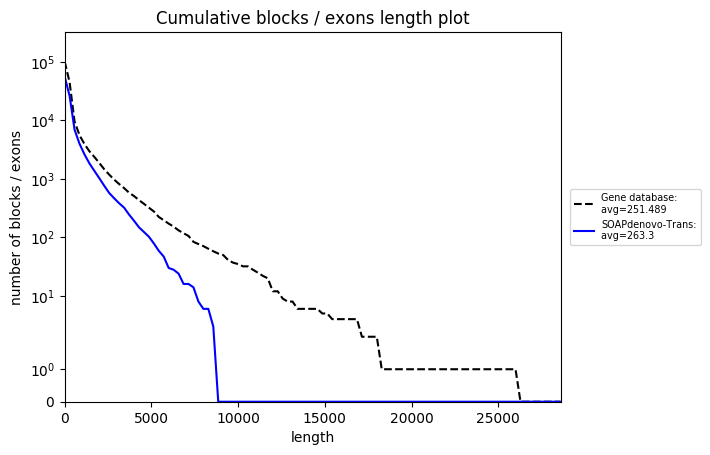 Cumulative blocks / exons length plot
number of blocks / exons
10^5
10^4
10^3
10^2
10^1
10^0
0
0 5000 10000 15000 20000 25000
length
Gene database:
avg=251.489
SOAPdenovo-Trans:
avg=263.3